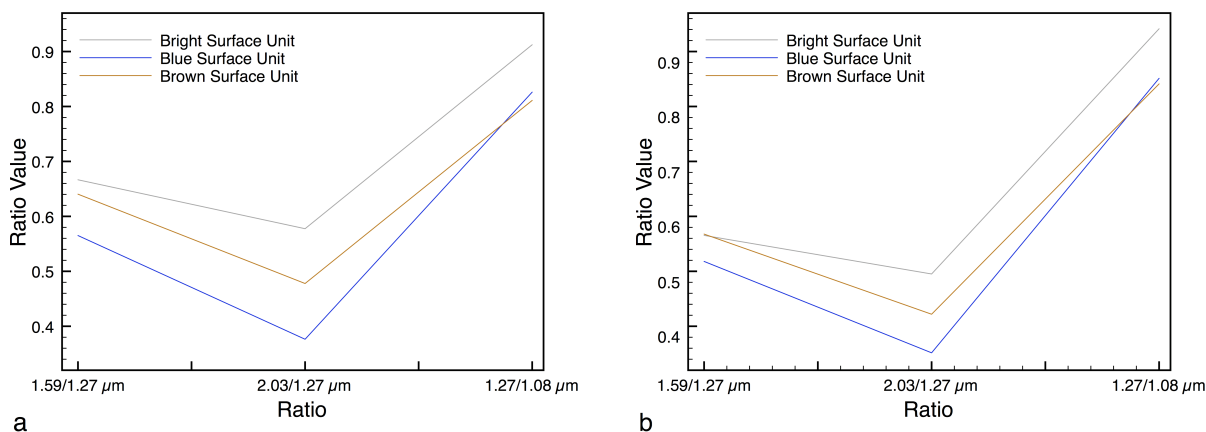 Bright Surface Unit
Blue Surface Unit
Brown Surface Unit
0.9
0.8
0.7
0.6
0.5
0.4
Ratio Value
1.59/1.27 µm
2.03/1.27 µm
1.27/1.08 µm
Ratio
a
Bright Surface Unit
Blue Surface Unit
Brown Surface Unit
0.9
0.8
0.7
0.6
0.5
0.4
Ratio Value
1.59/1.27 µm
2.03/1.27 µm
1.27/1.08 µm
Ratio
b